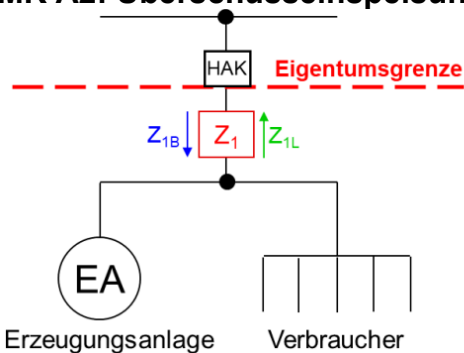 HAK
Eigentumsgrenze
Z1B
Z1
Z1L
EA
Erzeugungsanlage
Verbraucher